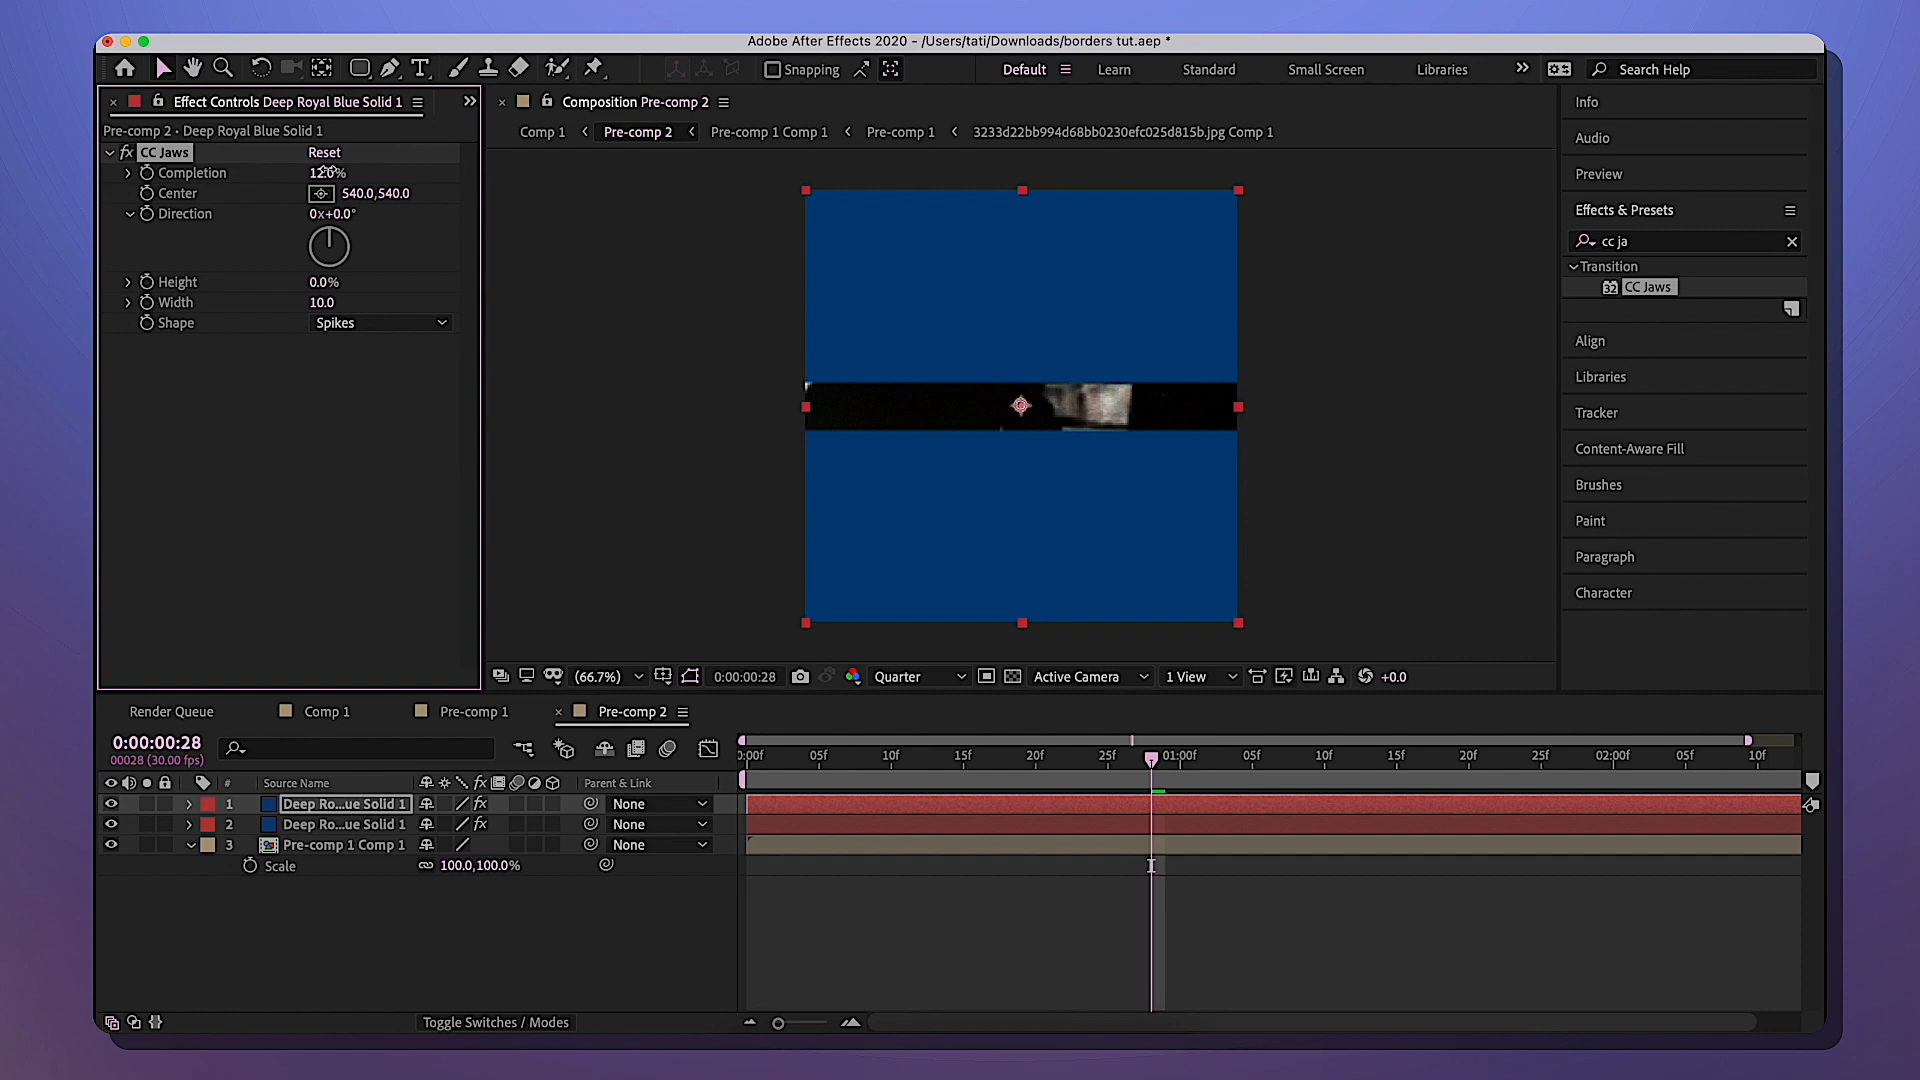 Adobe After Effects 2020 - /Users/tati/Downloads/borders tut.aep *
Snapping
Default
Learn
Standard
Small Screen
Libraries
Search Help
Effect Controls Deep Royal Blue Solid 1
Pre-comp 2 · Deep Royal Blue Solid 1
fx CC Jaws Reset
Completion 12.0%
Center 540.0,540.0
Direction 0x+0.0°
Height 0.0%
Width 10.0
Shape Spikes
Composition Pre-comp 2
Comp 1 Pre-comp 2 Pre-comp 1 Comp 1 Pre-comp 1 3233d22bb994d68bb0230efc025d815b.jpg Comp 1
(66.7%) 0:00:00:28 Quarter Active Camera 1 View +0.0
Info
Audio
Preview
Effects & Presets
cc ja
Transition
32 CC Jaws
Align
Libraries
Tracker
Content-Aware Fill
Brushes
Paint
Paragraph
Character
Render Queue Comp 1 Pre-comp 1 Pre-comp 2
0:00:00:28
00028 (30.00 fps)
0:00f 05f 10f 15f 20f 25f 01:00f 05f 10f 15f 20f 25f 02:00f 05f 10f
# Source Name fx Parent & Link
1 Deep Ro...ue Solid 1 fx None
2 Deep Ro...ue Solid 1 fx None
3 Pre-comp 1 Comp 1 None
Scale 100.0,100.0%
Toggle Switches / Modes